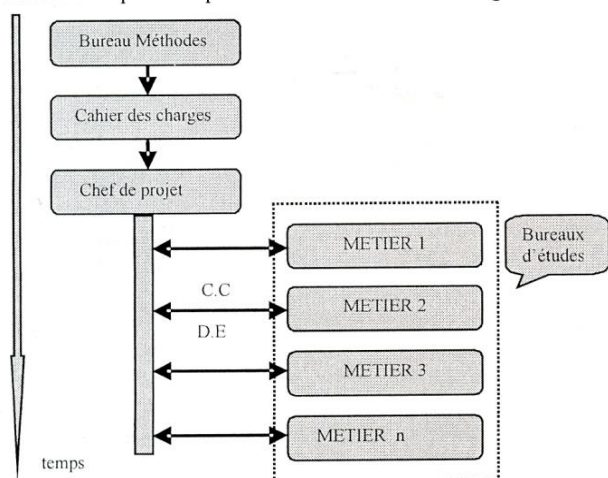 Bureau Méthodes
Cahier des charges
Chef de projet
METIER 1
Bureaux
d'études
C.C
METIER 2
D.E
METIER 3
METIER n
temps